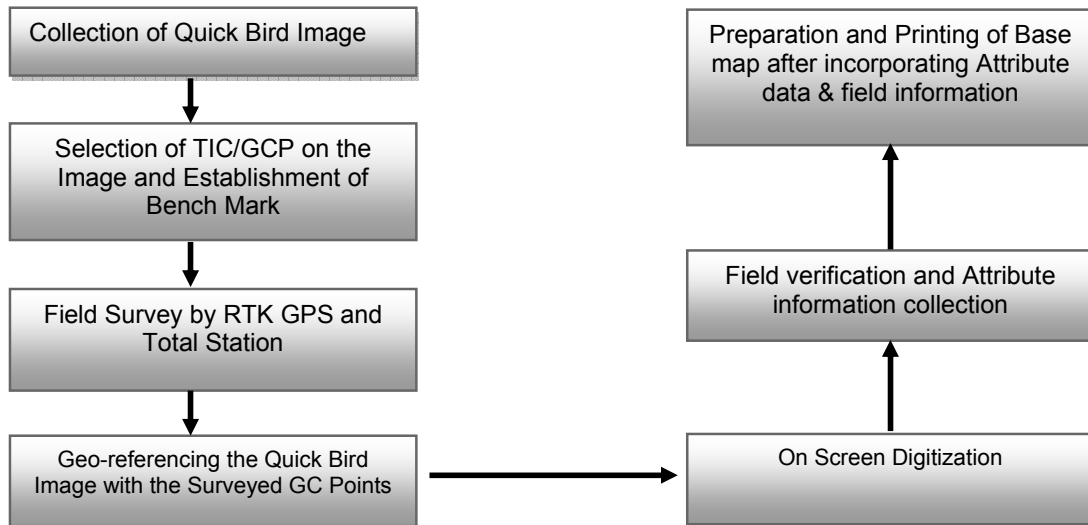 Collection of Quick Bird Image
Selection of TIC/GCP on the
Image and Establishment of
Bench Mark
Field Survey by RTK GPS and
Total Station
Geo-referencing the Quick Bird
Image with the Surveyed GC Points
On Screen Digitization
Field verification and Attribute
information collection
Preparation and Printing of Base
map after incorporating Attribute
data & field information